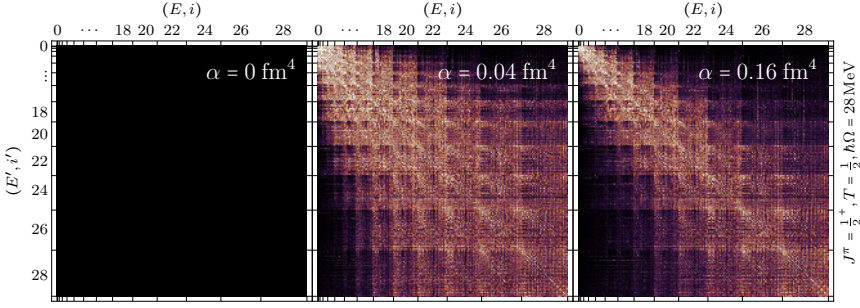 (E, i) (E, i) (E, i)
0 ··· 18 20 22 24 26 28 0 ··· 18 20 22 24 26 28 0 ··· 18 20 22 24 26 28
α = 0 fm⁴ α = 0.04 fm⁴ α = 0.16 fm⁴
0
⋮
18
20
22
24
26
28
(E′, i′)
J^π = 1/2⁺, T = 1/2, ℏΩ = 28 MeV